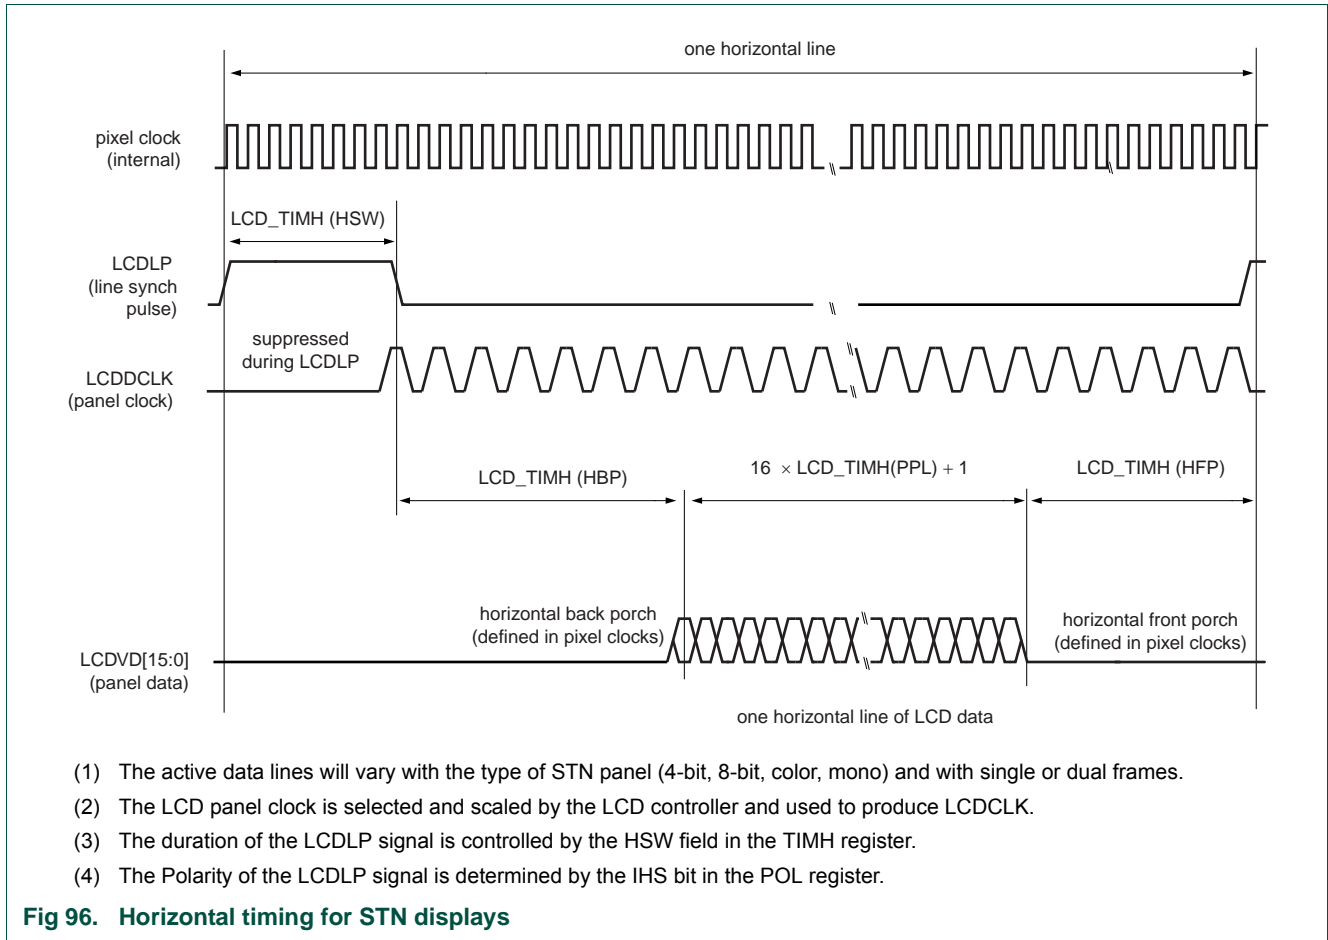 one horizontal line
pixel clock
(internal)
LCD_TIMH (HSW)
LCDLP
(line synch
pulse)
suppressed
during LCDLP
LCDDCLK
(panel clock)
LCD_TIMH (HBP)
16 × LCD_TIMH(PPL) + 1
LCD_TIMH (HFP)
horizontal back porch
(defined in pixel clocks)
horizontal front porch
(defined in pixel clocks)
LCDVD[15:0]
(panel data)
one horizontal line of LCD data
(1) The active data lines will vary with the type of STN panel (4-bit, 8-bit, color, mono) and with single or dual frames.
(2) The LCD panel clock is selected and scaled by the LCD controller and used to produce LCDCLK.
(3) The duration of the LCDLP signal is controlled by the HSW field in the TIMH register.
(4) The Polarity of the LCDLP signal is determined by the IHS bit in the POL register.
Fig 96. Horizontal timing for STN displays